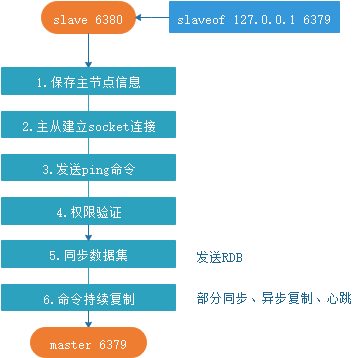 slave 6380
slaveof 127.0.0.1 6379
1.保存主节点信息
2.主从建立socket连接
3.发送ping命令
4.权限验证
5.同步数据集
发送RDB
6.命令持续复制
部分同步、异步复制、心跳
master 6379